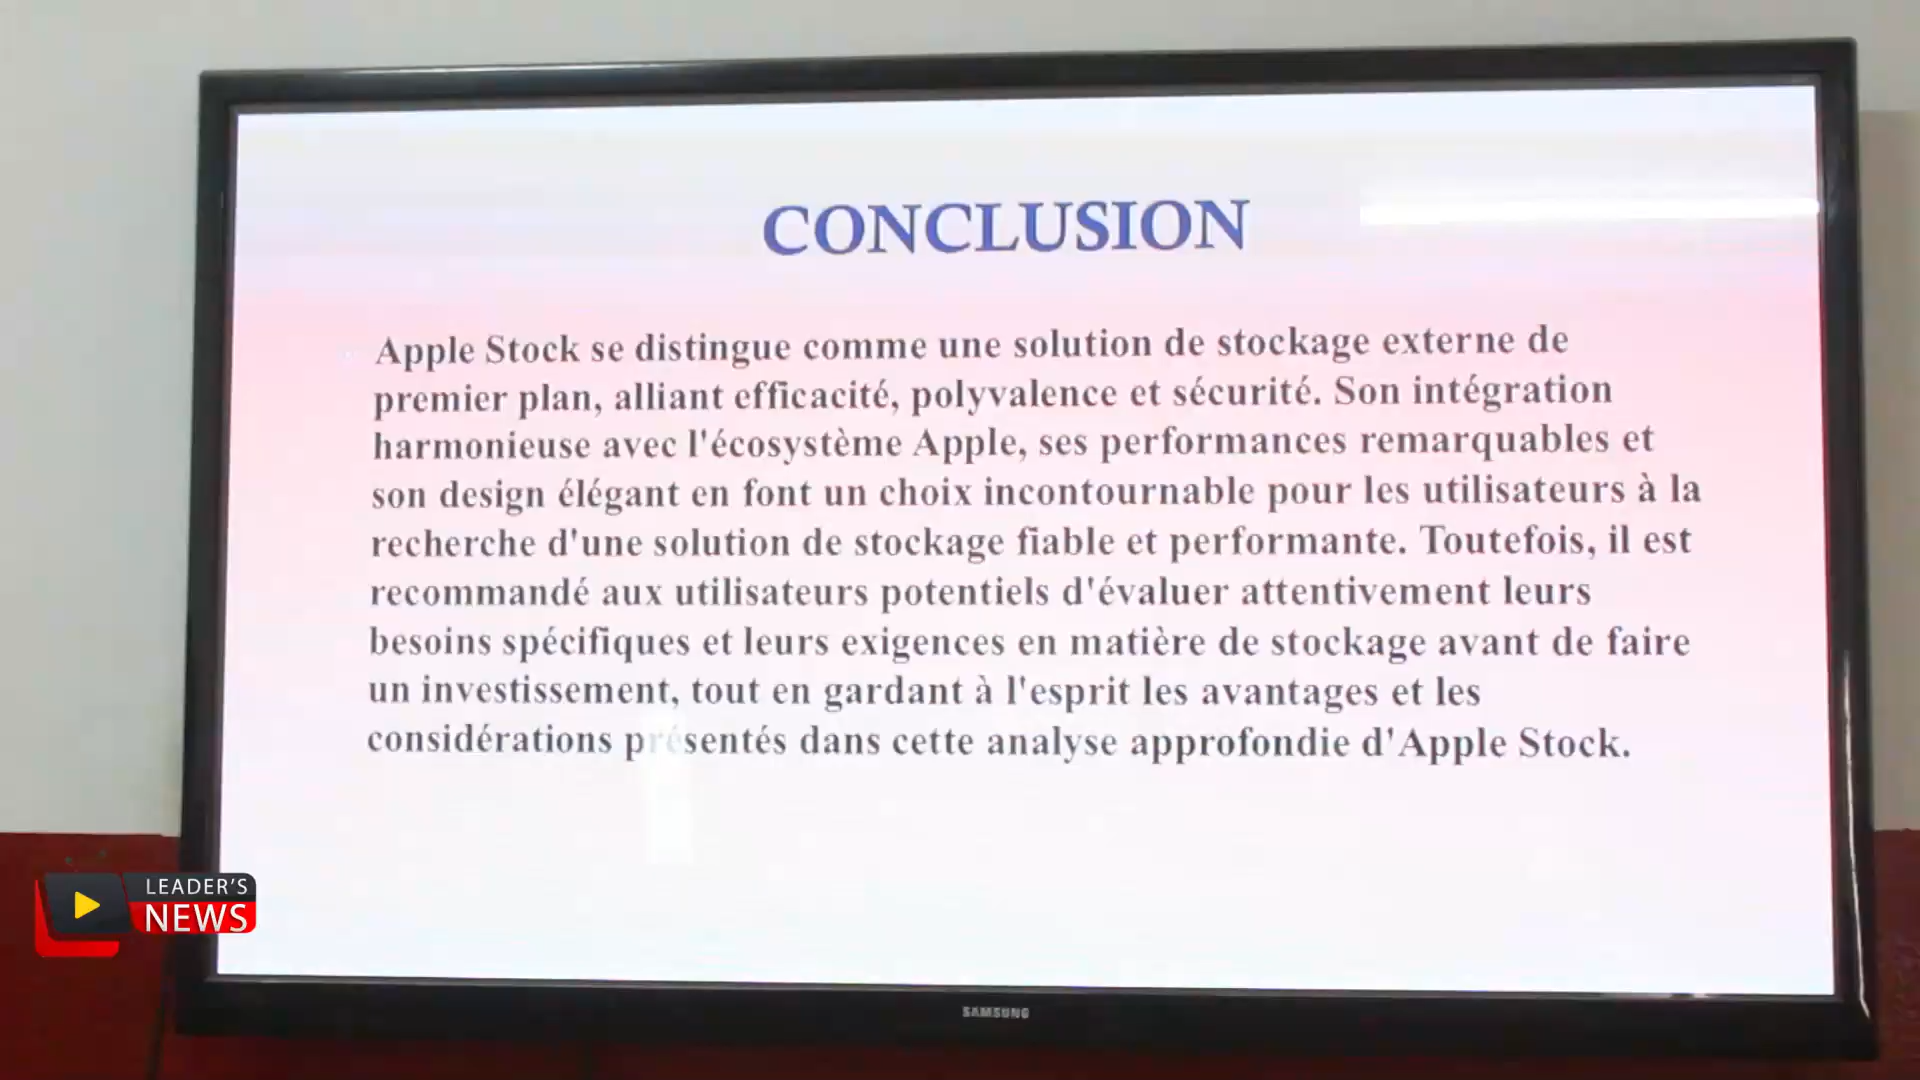 CONCLUSION
Apple Stock se distingue comme une solution de stockage externe de
premier plan, alliant efficacité, polyvalence et sécurité. Son intégration
harmonieuse avec l'écosystème Apple, ses performances remarquables et
son design élégant en font un choix incontournable pour les utilisateurs à la
recherche d'une solution de stockage fiable et performante. Toutefois, il est
recommandé aux utilisateurs potentiels d'évaluer attentivement leurs
besoins spécifiques et leurs exigences en matière de stockage avant de faire
un investissement, tout en gardant à l'esprit les avantages et les
considérations présentés dans cette analyse approfondie d'Apple Stock.
LEADER'S
NEWS
SAMSUNG